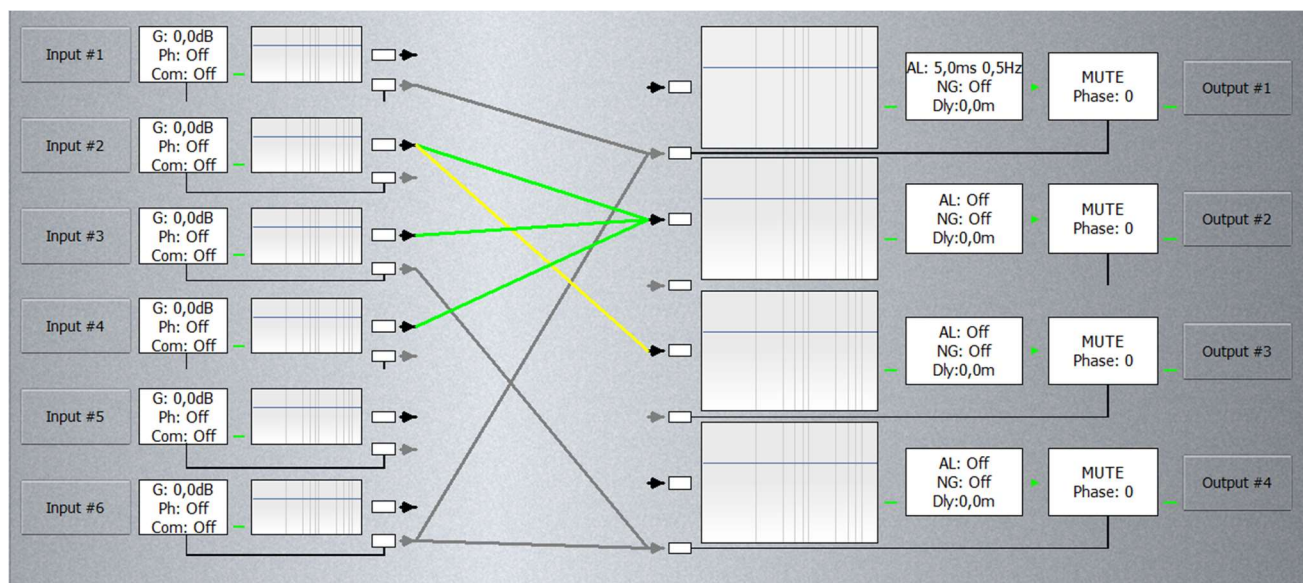 Input #1
G: 0,0dB
Ph: Off
Com: Off
Input #2
G: 0,0dB
Ph: Off
Com: Off
Input #3
G: 0,0dB
Ph: Off
Com: Off
Input #4
G: 0,0dB
Ph: Off
Com: Off
Input #5
G: 0,0dB
Ph: Off
Com: Off
Input #6
G: 0,0dB
Ph: Off
Com: Off
AL: 5,0ms 0,5Hz
NG: Off
Dly:0,0m
MUTE
Phase: 0
Output #1
AL: Off
NG: Off
Dly:0,0m
MUTE
Phase: 0
Output #2
AL: Off
NG: Off
Dly:0,0m
MUTE
Phase: 0
Output #3
AL: Off
NG: Off
Dly:0,0m
MUTE
Phase: 0
Output #4